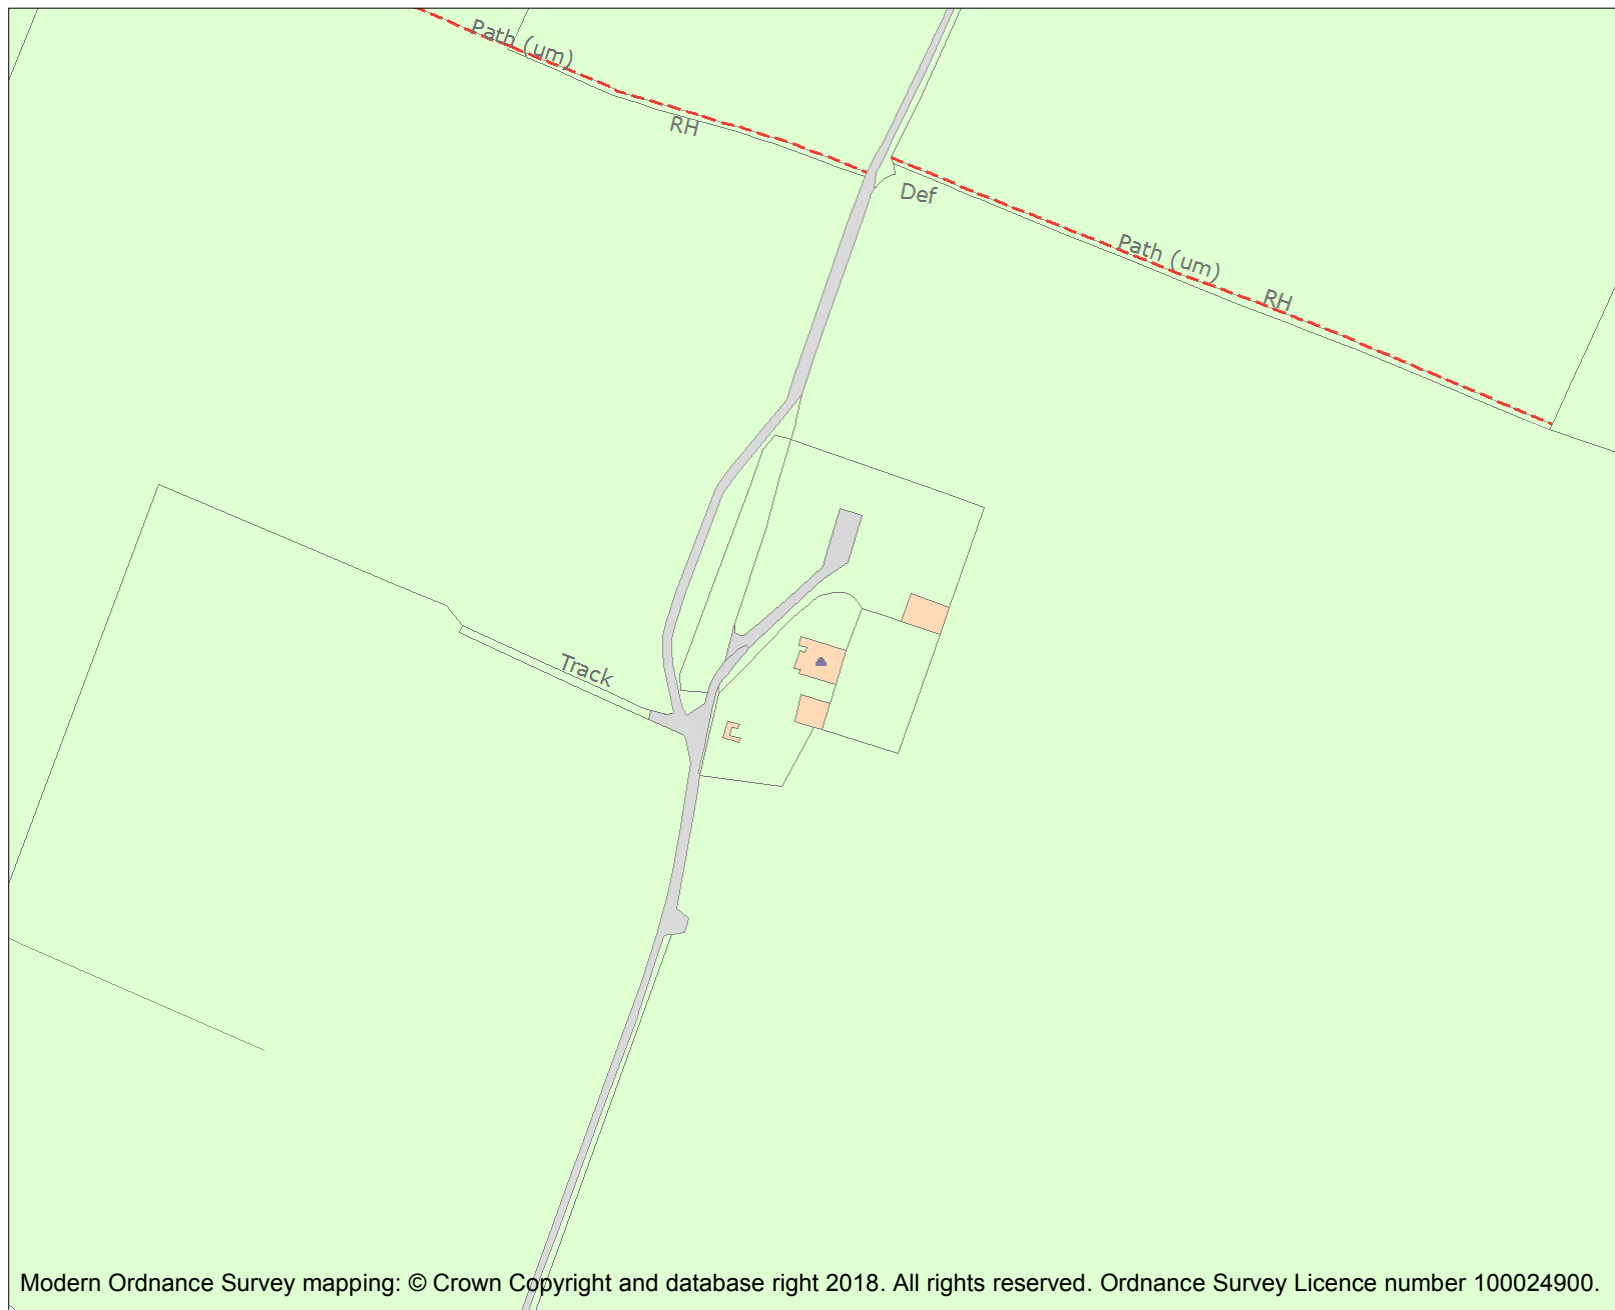 Path (um)
RH
Def
Path (um)
RH
Track
Modern Ordnance Survey mapping: © Crown Copyright and database right 2018. All rights reserved. Ordnance Survey Licence number 100024900.